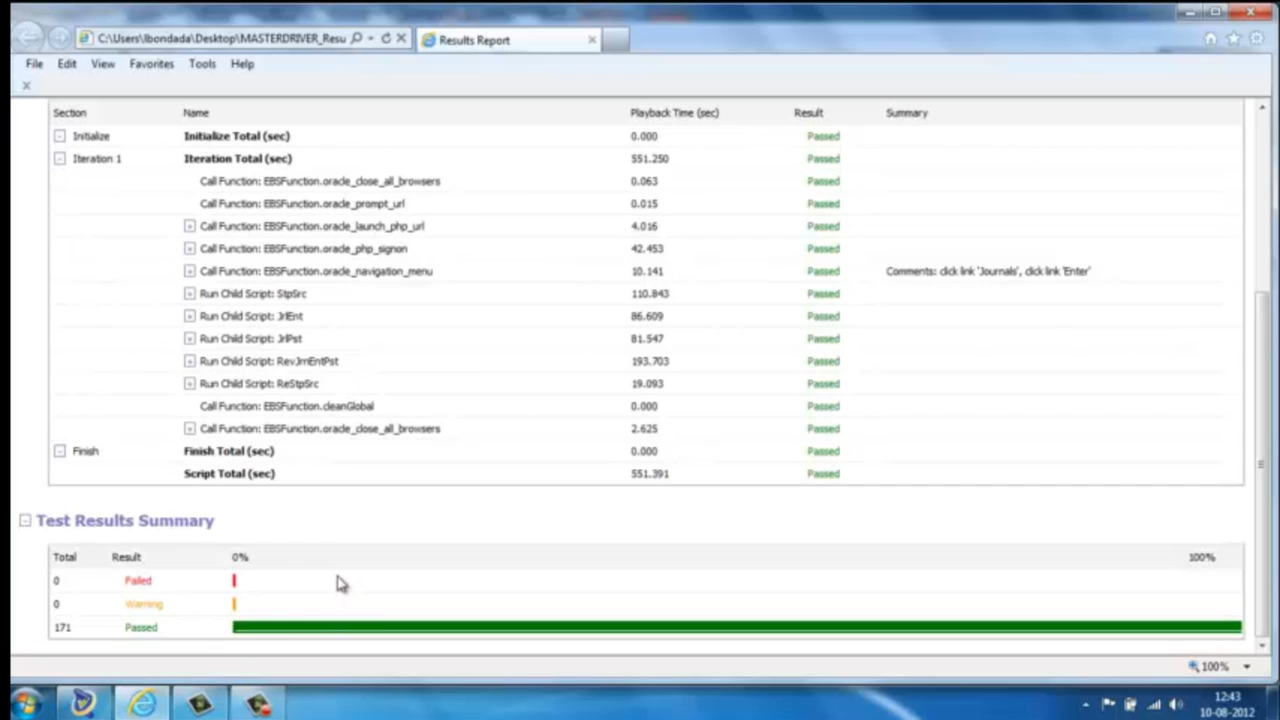 C:\Users\lbondada\Desktop\MASTERDRIVER_Resu
Results Report
File Edit View Favorites Tools Help
Section Name Playback Time (sec) Result Summary
Initialize Initialize Total (sec) 0.000 Passed
Iteration 1 Iteration Total (sec) 551.250 Passed
Call Function: EBSFunction.oracle_close_all_browsers 0.063 Passed
Call Function: EBSFunction.oracle_prompt_url 0.015 Passed
Call Function: EBSFunction.oracle_launch_php_url 4.016 Passed
Call Function: EBSFunction.oracle_php_signon 42.453 Passed
Call Function: EBSFunction.oracle_navigation_menu 10.141 Passed Comments: click link 'Journals', click link 'Enter'
Run Child Script: StpSrc 110.843 Passed
Run Child Script: JrlEnt 86.609 Passed
Run Child Script: JrlPst 81.547 Passed
Run Child Script: RevJrnEntPst 193.703 Passed
Run Child Script: ReStpSrc 19.093 Passed
Call Function: EBSFunction.cleanGlobal 0.000 Passed
Call Function: EBSFunction.oracle_close_all_browsers 2.625 Passed
Finish Finish Total (sec) 0.000 Passed
Script Total (sec) 551.391 Passed
Test Results Summary
Total Result 0% 100%
0 Failed
0 Warning
171 Passed
100%
12:43
10-08-2012